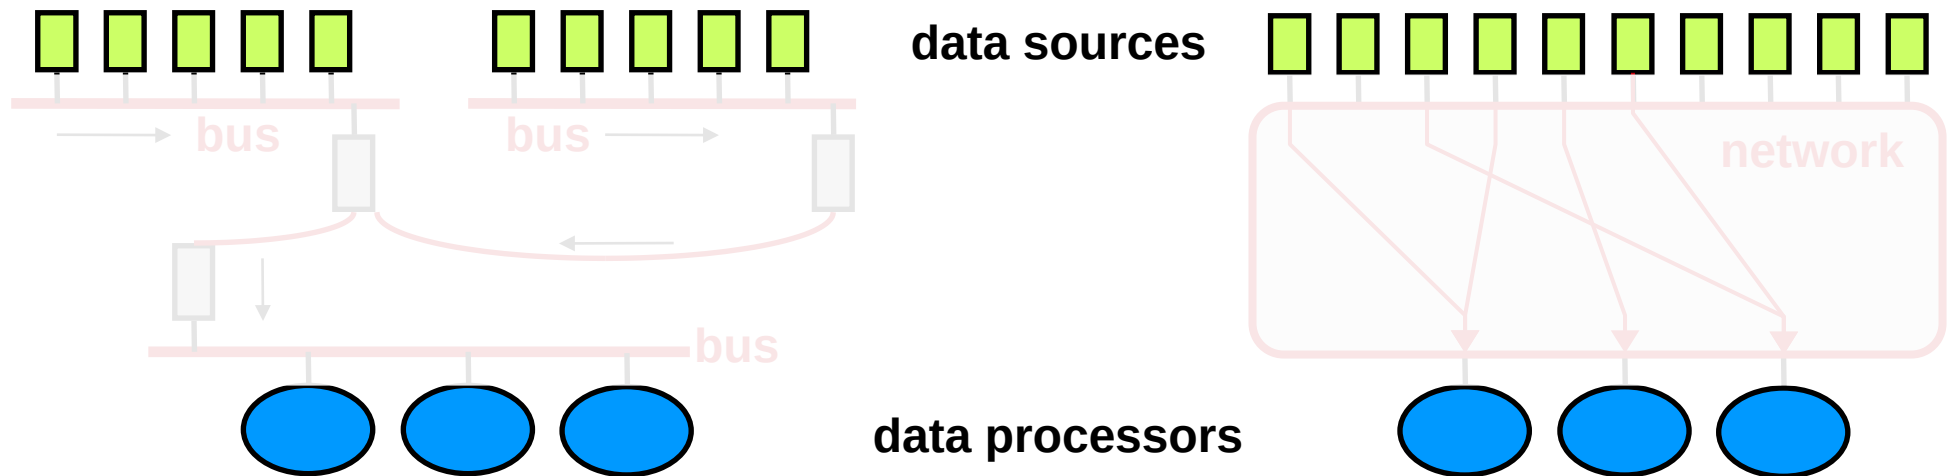 data sources
bus
bus
network
bus
data processors